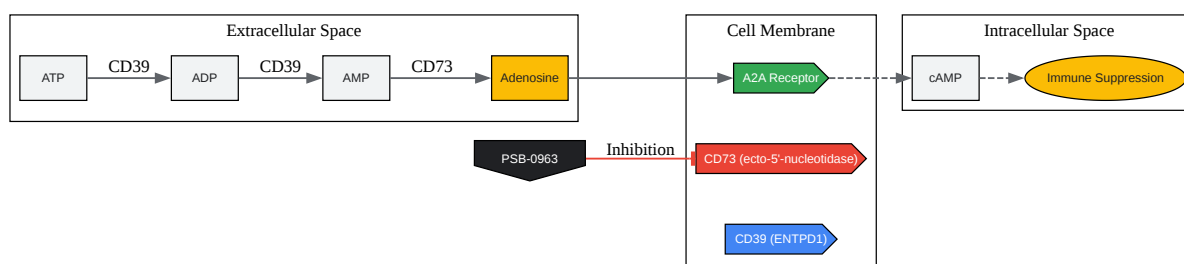 Extracellular Space
Cell Membrane
Intracellular Space
ATP
CD39
ADP
CD39
AMP
CD73
Adenosine
A2A Receptor
cAMP
Immune Suppression
PSB-0963
Inhibition
CD73 (ecto-5'-nucleotidase)
CD39 (ENTPD1)